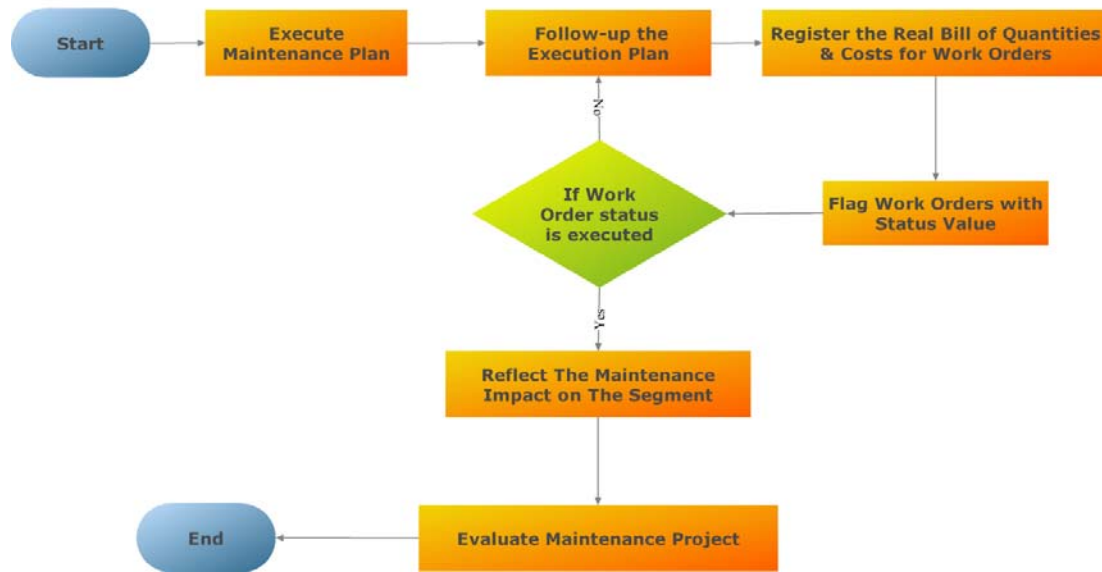 Start
Execute
Maintenance Plan
Follow-up the
Execution Plan
Register the Real Bill of Quantities
& Costs for Work Orders
No
If Work
Order status
is executed
Flag Work Orders with
Status Value
Yes
Reflect The Maintenance
Impact on The Segment
End
Evaluate Maintenance Project